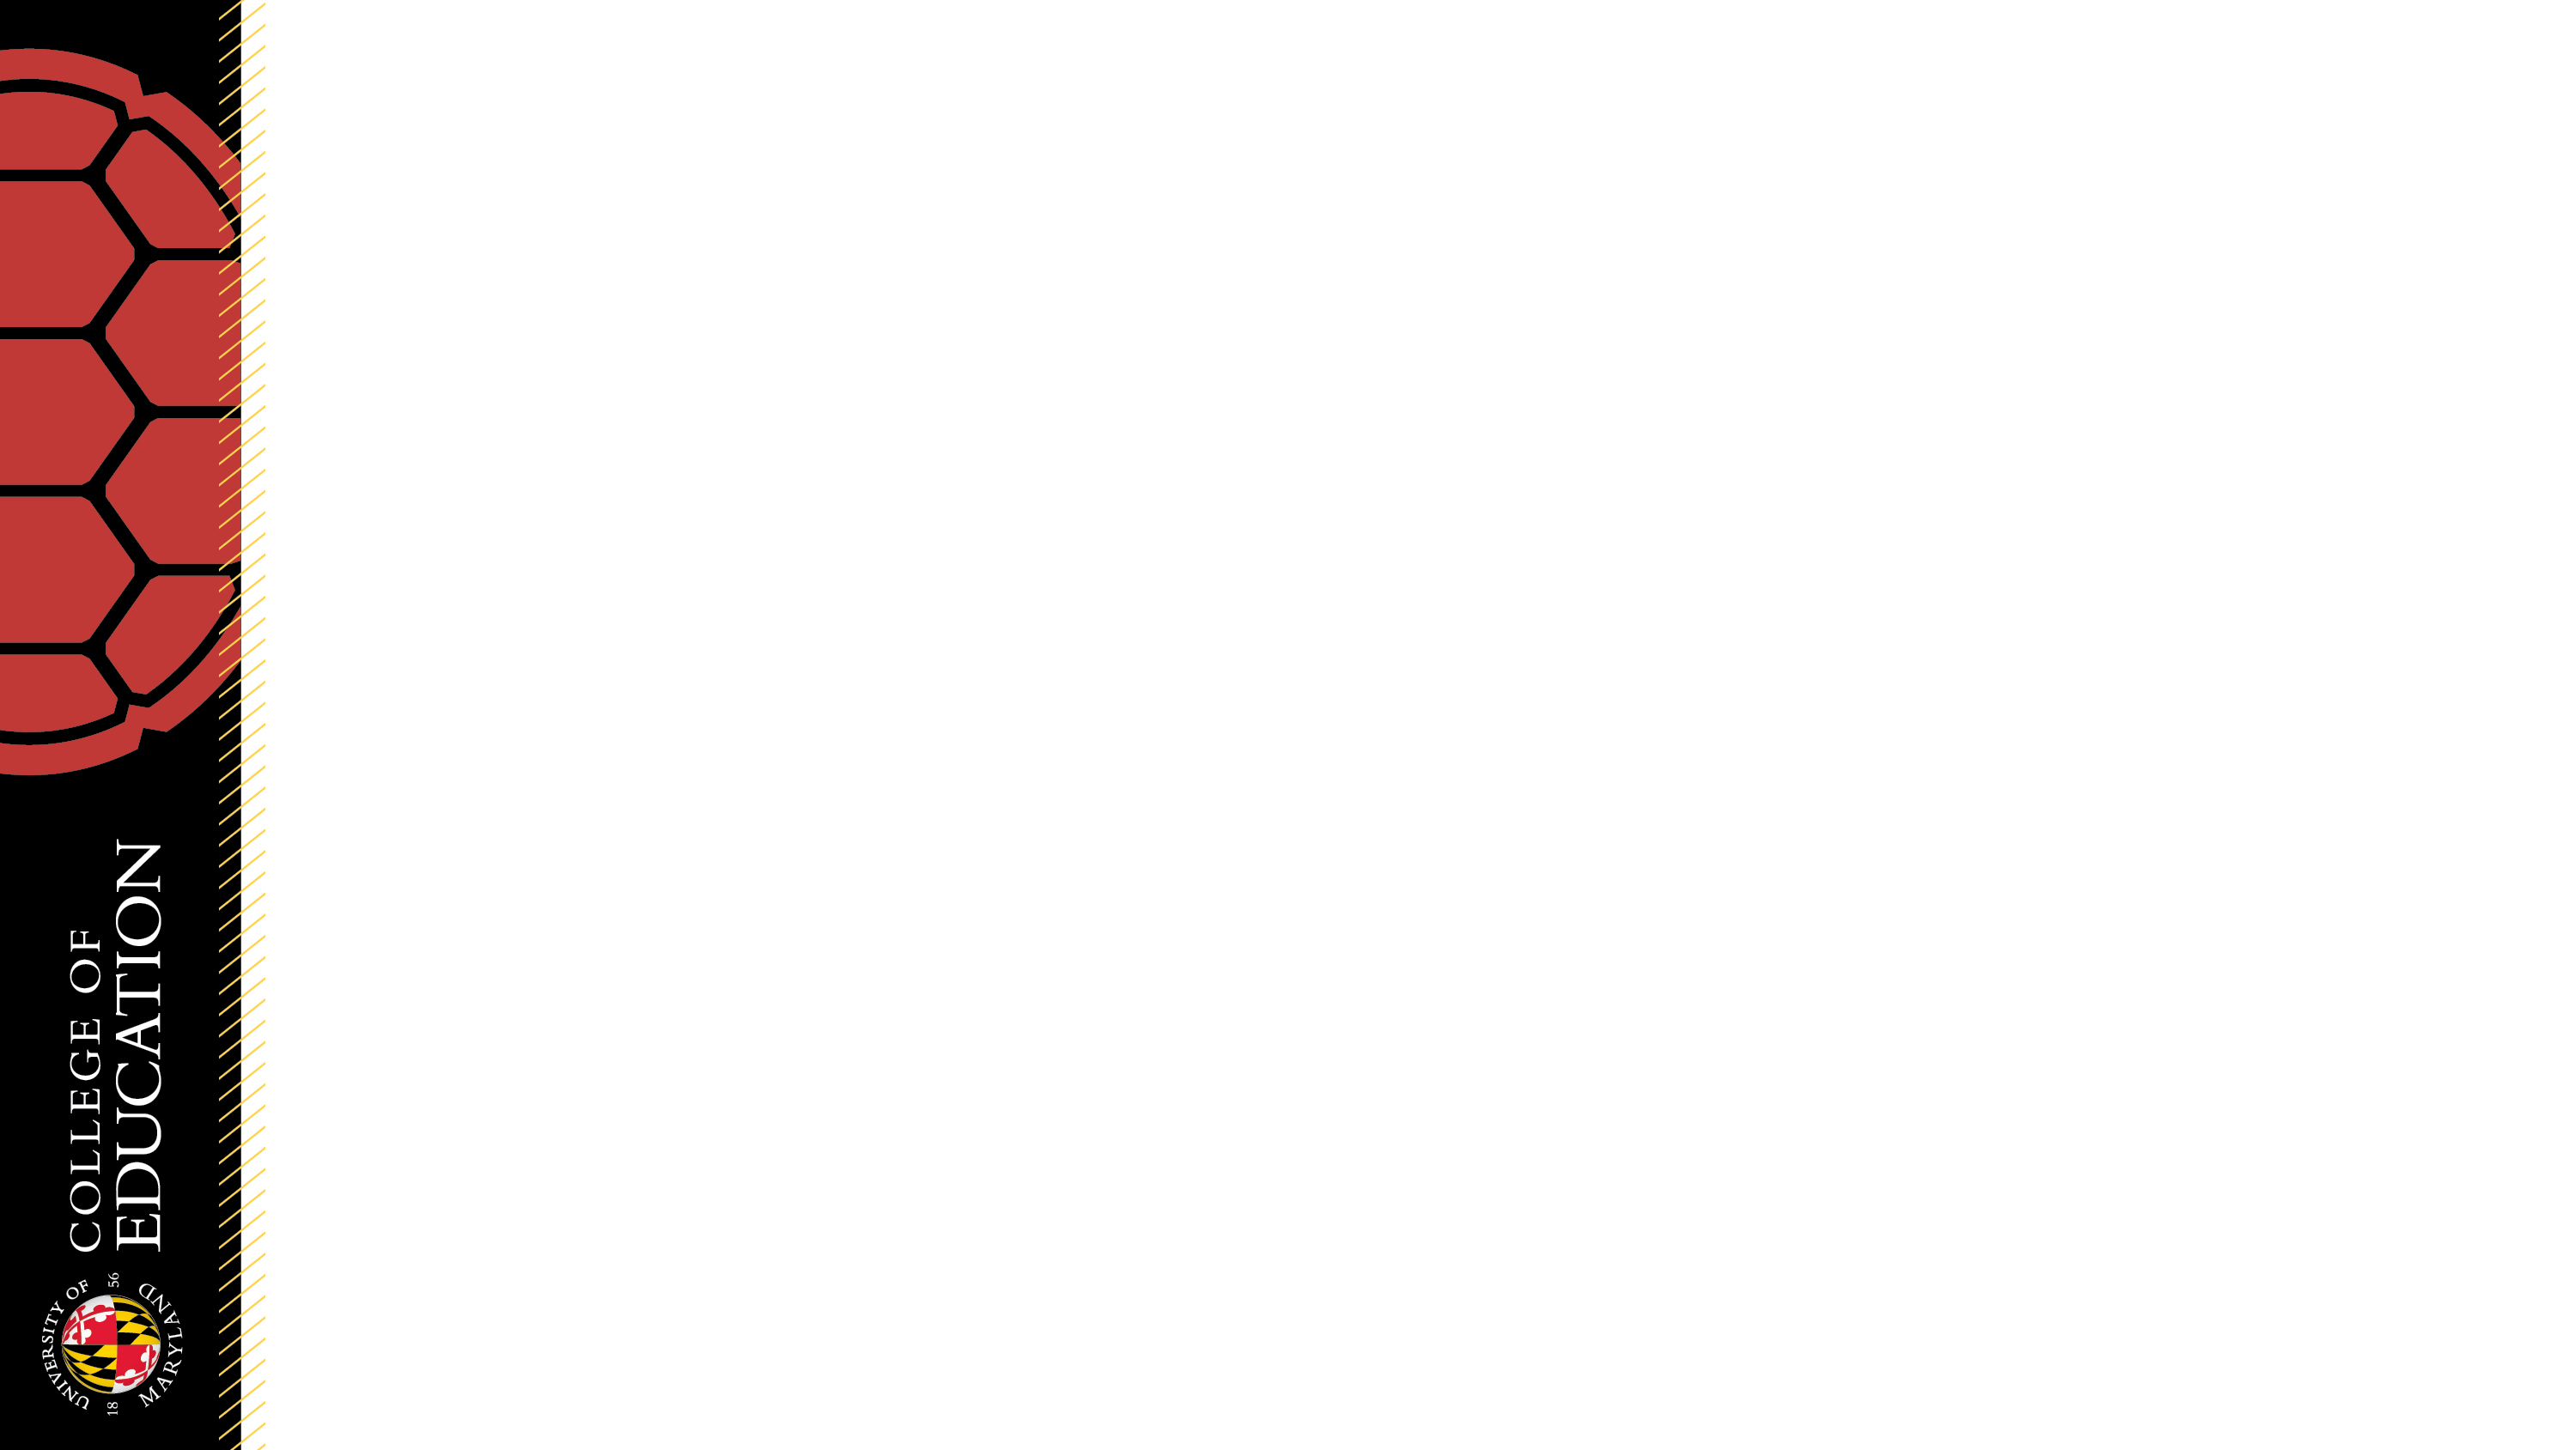 COLLEGE OF
EDUCATION
UNIVERSITY OF
MARYLAND
18 56